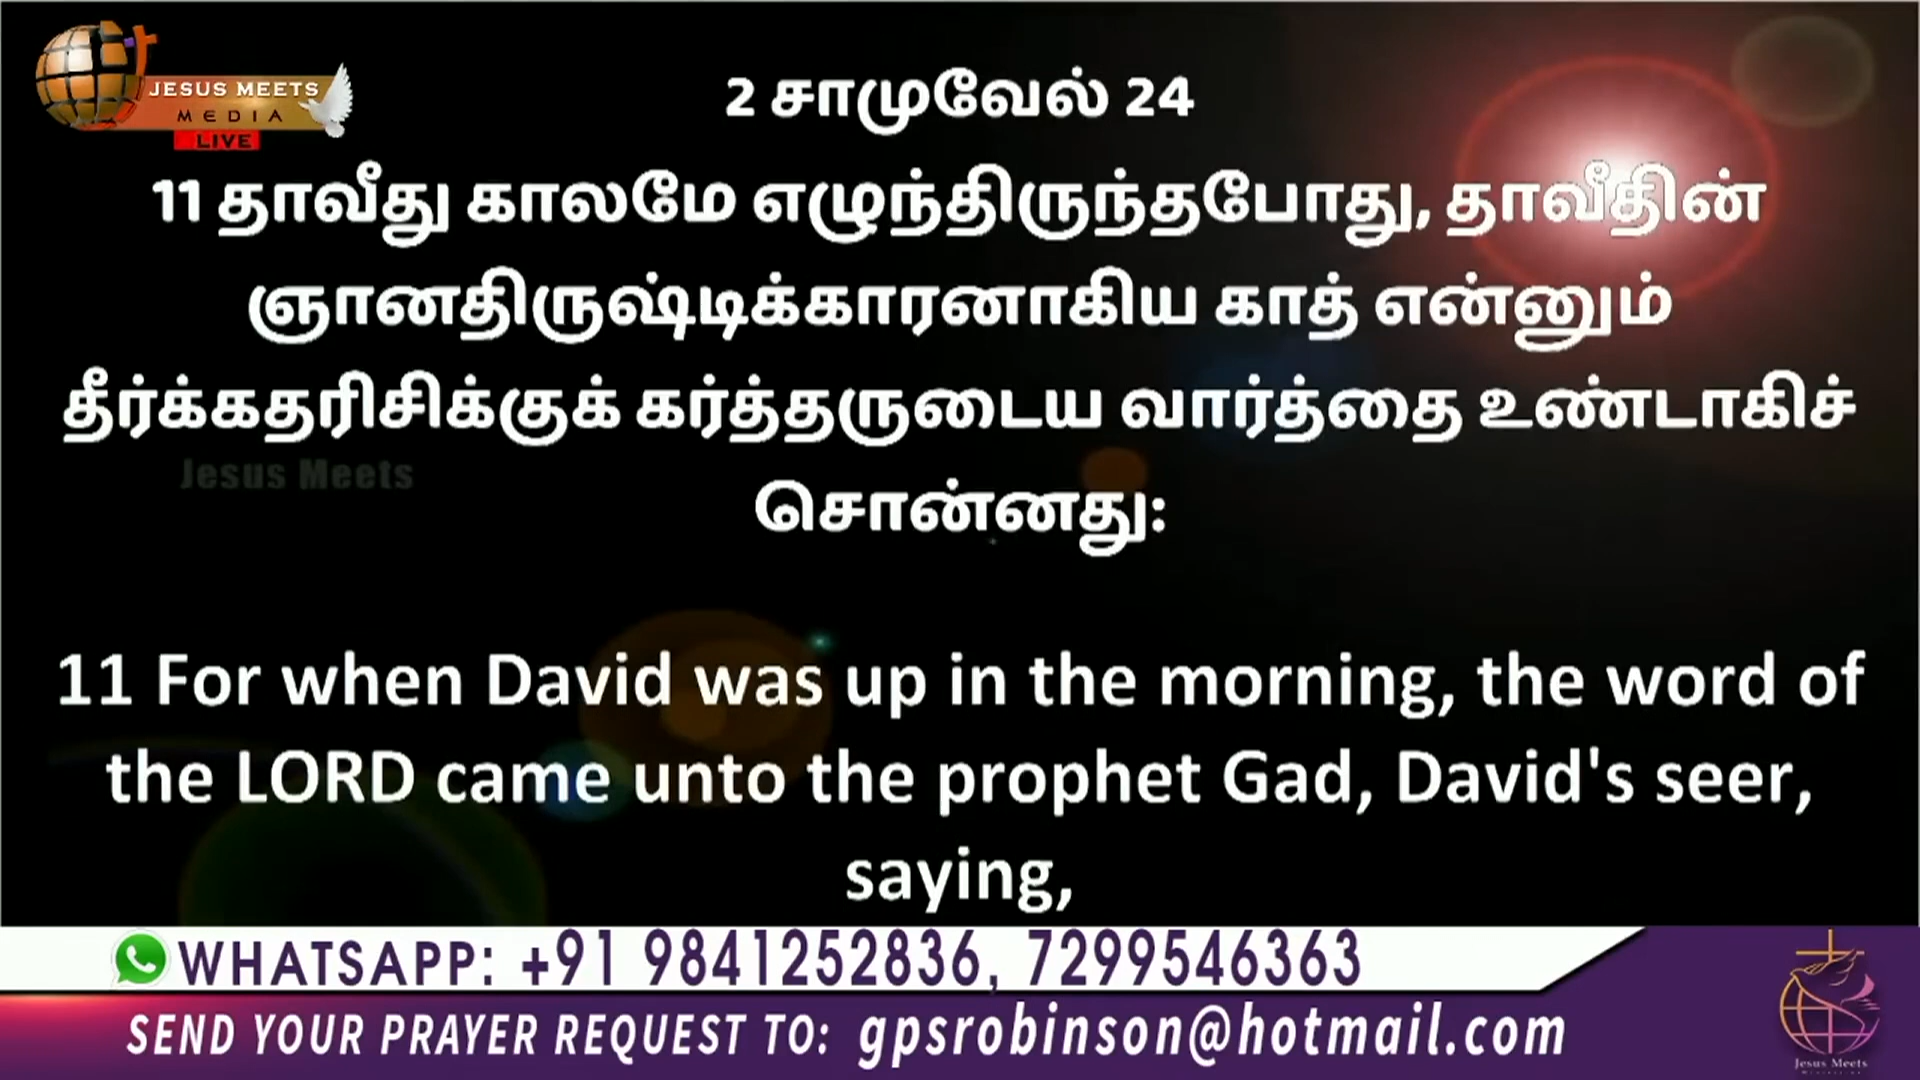 JESUS MEETS
MEDIA
LIVE
2 சாமுவேல் 24
11 தாவீது காலமே எழுந்திருந்தபோது, தாவீதின்
ஞானதிருஷ்டிக்காரனாகிய காத் என்னும்
தீர்க்கதரிசிக்குக் கர்த்தருடைய வார்த்தை உண்டாகிச்
Jesus Meets
சொன்னது:
11 For when David was up in the morning, the word of
the LORD came unto the prophet Gad, David's seer,
saying,
WHATSAPP: +91 9841252836, 7299546363
SEND YOUR PRAYER REQUEST TO: gpsrobinson@hotmail.com
Jesus Meets